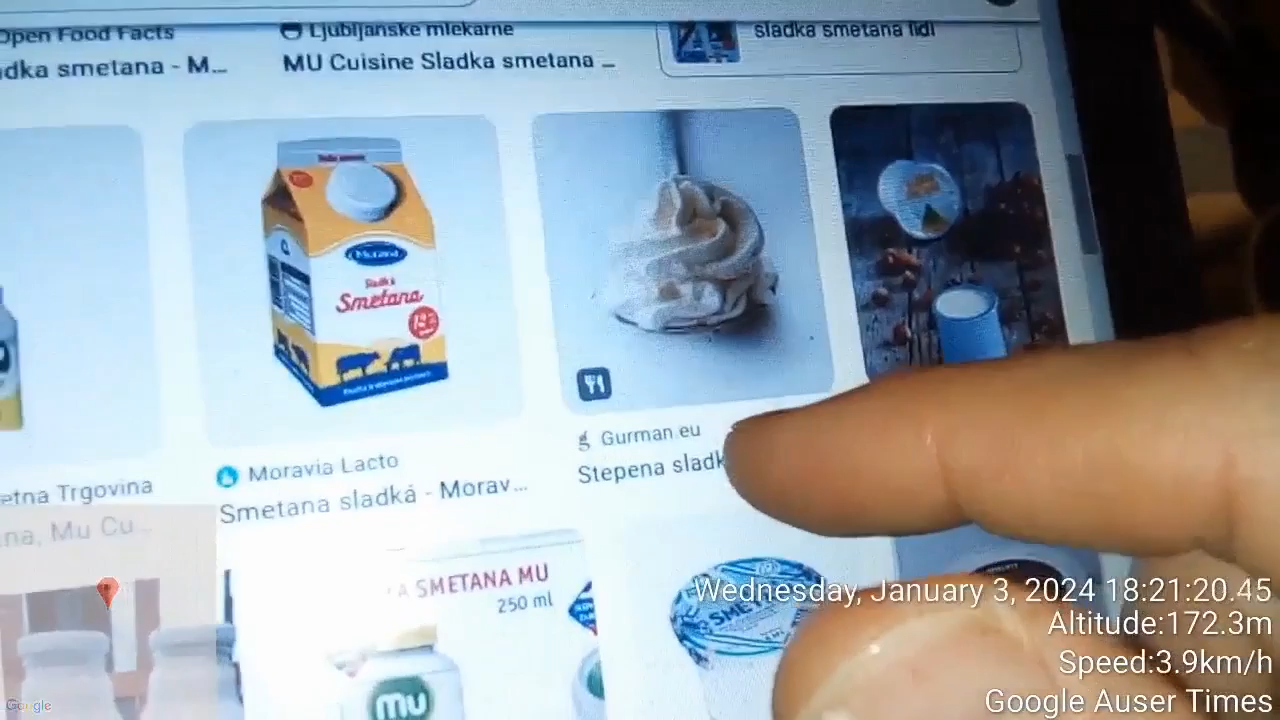 Open Food Facts
dka smetana - M...
Ljubljanske mlekarne
MU Cuisine Sladka smetana ...
sladka smetana lidl
Sladká
Smetana
12%
Moravia Lacto
Smetana sladká - Morav...
g Gurman.eu
Stepena sladk
etna Trgovina
na, Mu Cu...
A SMETANA MU
250 ml
mu
SMET
Wednesday, January 3, 2024 18:21:20.45
Altitude:172.3m
Speed:3.9km/h
Google Auser Times
Google